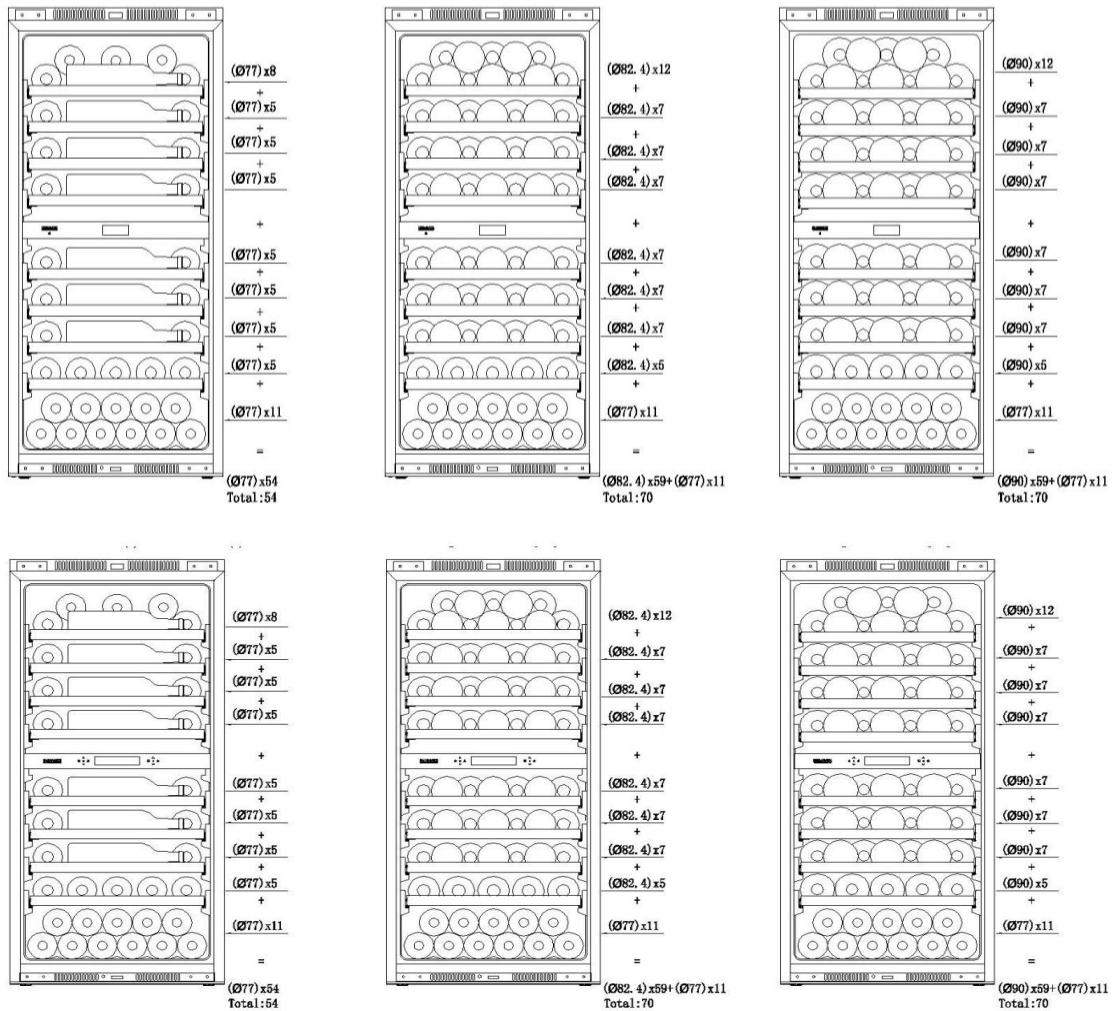 (Ø77)x8
+
(Ø77)x5
+
(Ø77)x5
+
(Ø77)x5
+
(Ø77)x5
+
(Ø77)x5
+
(Ø77)x5
+
(Ø77)x5
+
(Ø77)x11
=
(Ø77)x54
Total:54
(Ø82.4)x12
+
(Ø82.4)x7
+
(Ø82.4)x7
+
(Ø82.4)x7
+
(Ø82.4)x7
+
(Ø82.4)x7
+
(Ø82.4)x7
+
(Ø82.4)x5
+
(Ø77)x11
=
(Ø82.4)x59+(Ø77)x11
Total:70
(Ø90)x12
+
(Ø90)x7
+
(Ø90)x7
+
(Ø90)x7
+
(Ø90)x7
+
(Ø90)x7
+
(Ø90)x7
+
(Ø90)x5
+
(Ø77)x11
=
(Ø90)x59+(Ø77)x11
Total:70
(Ø77)x8
+
(Ø77)x5
+
(Ø77)x5
+
(Ø77)x5
+
(Ø77)x5
+
(Ø77)x5
+
(Ø77)x5
+
(Ø77)x5
+
(Ø77)x11
=
(Ø77)x54
Total:54
(Ø82.4)x12
+
(Ø82.4)x7
+
(Ø82.4)x7
+
(Ø82.4)x7
+
(Ø82.4)x7
+
(Ø82.4)x7
+
(Ø82.4)x7
+
(Ø82.4)x5
+
(Ø77)x11
=
(Ø82.4)x59+(Ø77)x11
Total:70
(Ø90)x12
+
(Ø90)x7
+
(Ø90)x7
+
(Ø90)x7
+
(Ø90)x7
+
(Ø90)x7
+
(Ø90)x7
+
(Ø90)x5
+
(Ø77)x11
=
(Ø90)x59+(Ø77)x11
Total:70